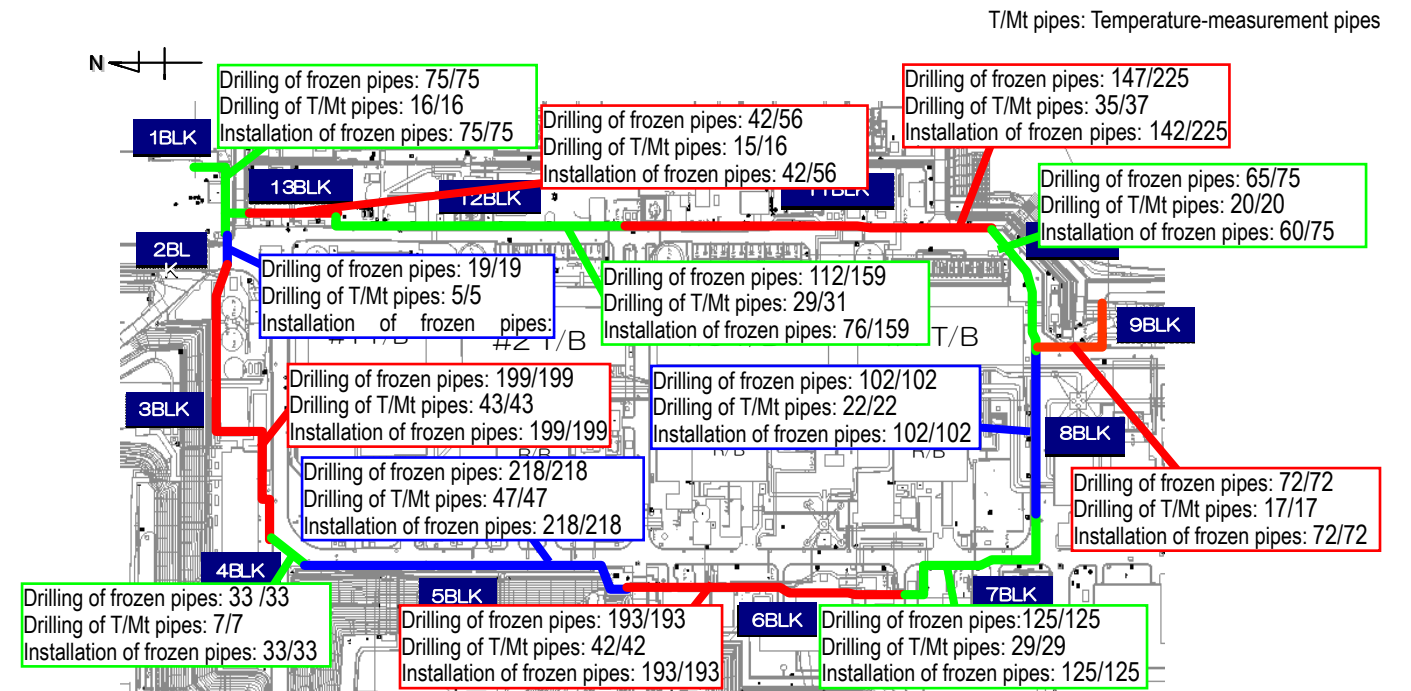 T/Mt pipes: Temperature-measurement pipes
N
Drilling of frozen pipes: 75/75
Drilling of T/Mt pipes: 16/16
Installation of frozen pipes: 75/75
Drilling of frozen pipes: 147/225
Drilling of T/Mt pipes: 35/37
Installation of frozen pipes: 142/225
Drilling of frozen pipes: 42/56
Drilling of T/Mt pipes: 15/16
Installation of frozen pipes: 42/56
1BLK
13BLK
12BLK
11BLK
Drilling of frozen pipes: 65/75
Drilling of T/Mt pipes: 20/20
Installation of frozen pipes: 60/75
2BL
K
Drilling of frozen pipes: 19/19
Drilling of T/Mt pipes: 5/5
Installation of frozen pipes:
Drilling of frozen pipes: 112/159
Drilling of T/Mt pipes: 29/31
Installation of frozen pipes: 76/159
9BLK
#1 T/B
#2 T/B
T/B
Drilling of frozen pipes: 199/199
Drilling of T/Mt pipes: 43/43
Installation of frozen pipes: 199/199
Drilling of frozen pipes: 102/102
Drilling of T/Mt pipes: 22/22
Installation of frozen pipes: 102/102
3BLK
8BLK
R/B
R/B
R/B
Drilling of frozen pipes: 218/218
Drilling of T/Mt pipes: 47/47
Installation of frozen pipes: 218/218
Drilling of frozen pipes: 72/72
Drilling of T/Mt pipes: 17/17
Installation of frozen pipes: 72/72
4BLK
5BLK
6BLK
7BLK
Drilling of frozen pipes: 33 /33
Drilling of T/Mt pipes: 7/7
Installation of frozen pipes: 33/33
Drilling of frozen pipes: 193/193
Drilling of T/Mt pipes: 42/42
Installation of frozen pipes: 193/193
Drilling of frozen pipes:125/125
Drilling of T/Mt pipes: 29/29
Installation of frozen pipes: 125/125